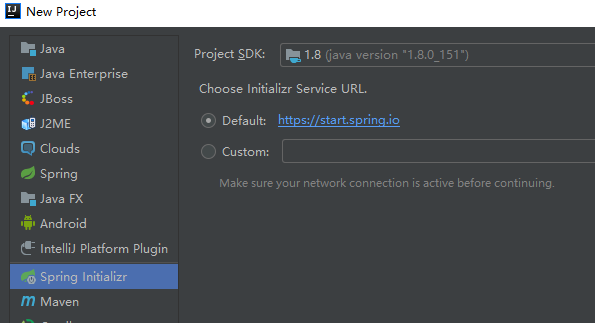 New Project
Java
Java Enterprise
JBoss
J2ME
Clouds
Spring
Java FX
Android
IntelliJ Platform Plugin
Spring Initializr
Maven
Project SDK: 1.8 (java version "1.8.0_151")
Choose Initializr Service URL.
Default: https://start.spring.io
Custom:
Make sure your network connection is active before continuing.